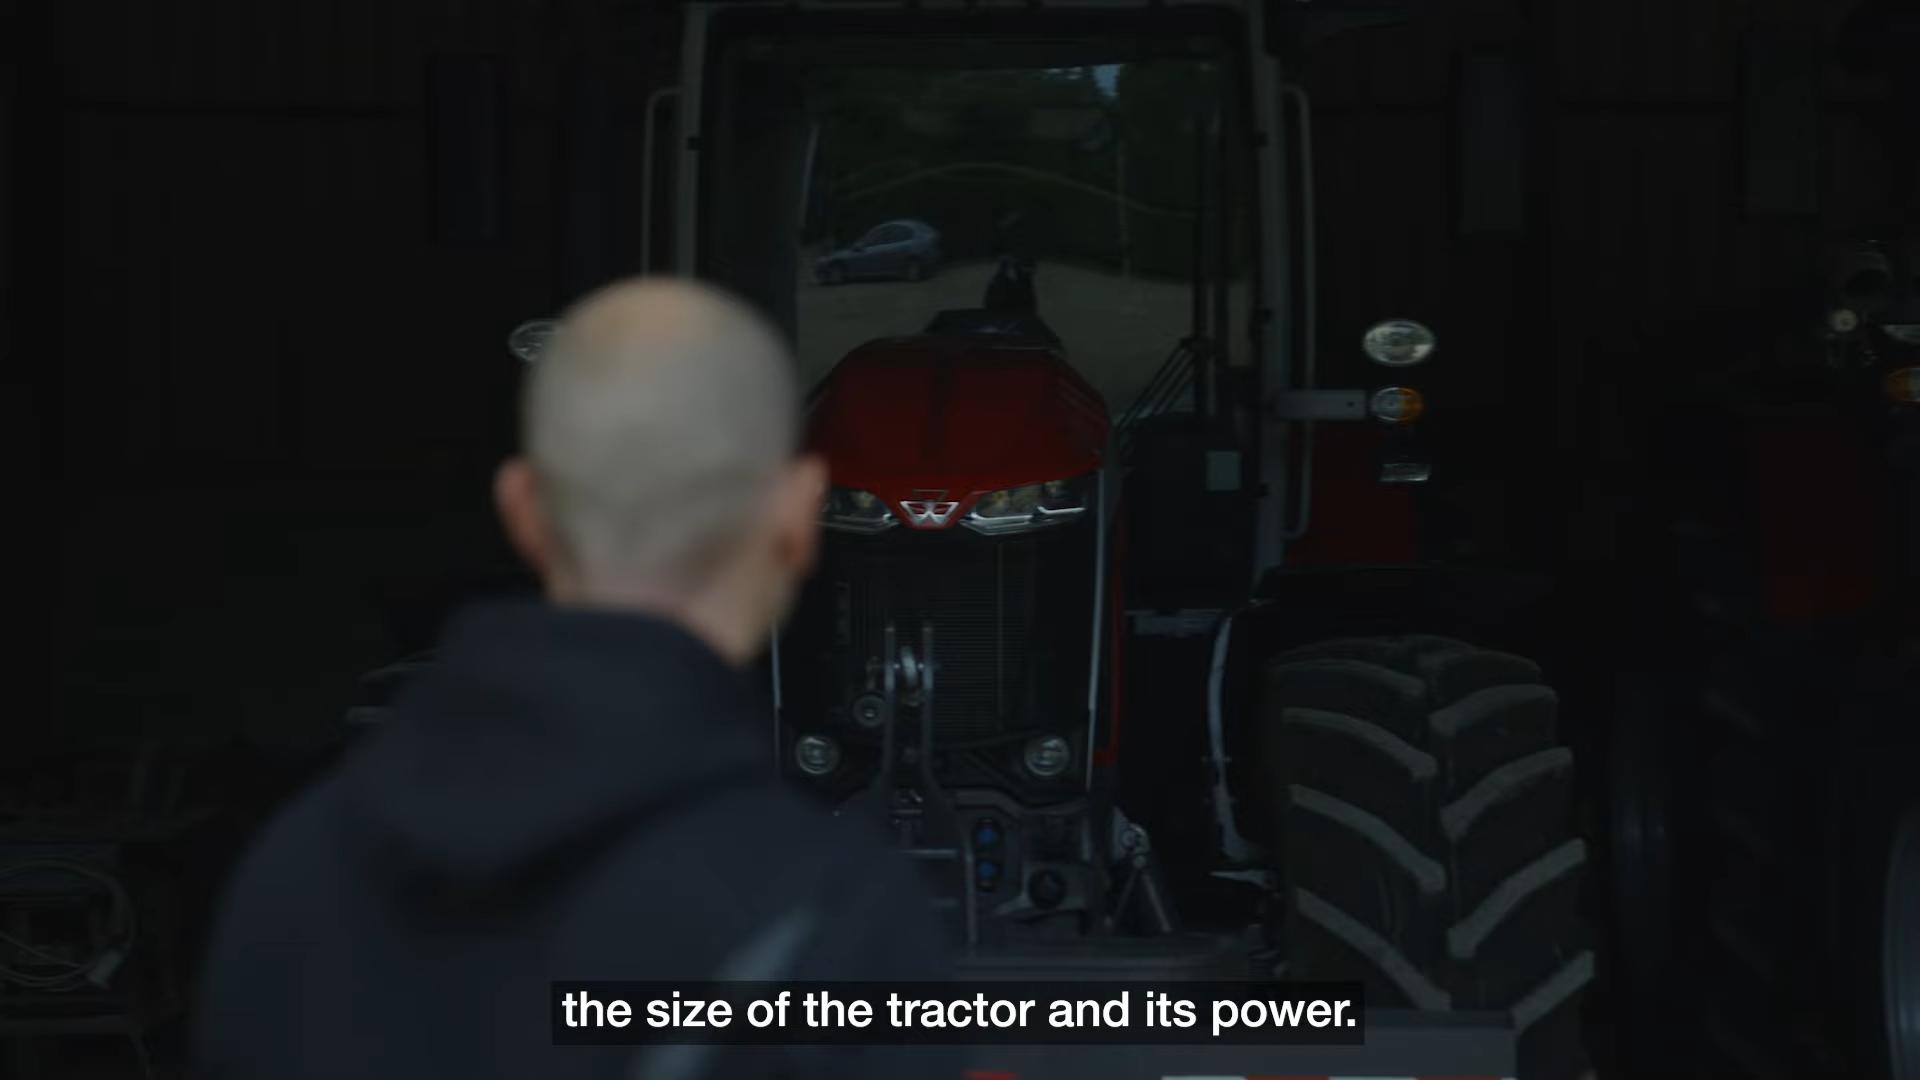 the size of the tractor and its power.